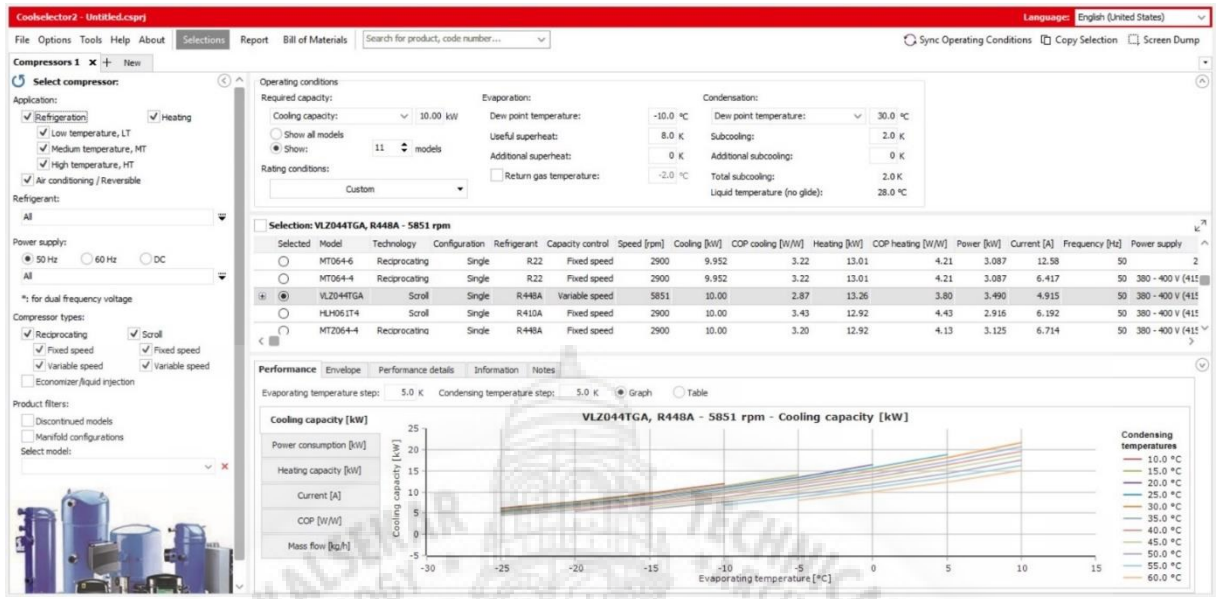 Coolselector2 - Untitled.csprj Language: English (United States)
File Options Tools Help About Selections Report Bill of Materials Search for product, code number... Sync Operating Conditions Copy Selection Screen Dump
Compressors 1 x + New
Select compressor:
Application:
Refrigeration Heating
Low temperature, LT
Medium temperature, MT
High temperature, HT
Air conditioning / Reversible
Refrigerant:
All
Power supply:
50 Hz 60 Hz DC
All
*: for dual frequency voltage
Compressor types:
Reciprocating Scroll
Fixed speed Fixed speed
Variable speed Variable speed
Economizer/liquid injection
Product filters:
Discontinued models
Manifold configurations
Select model:
Operating conditions
Required capacity: Evaporation: Condensation:
Cooling capacity: 10.00 kW Dew point temperature: -10.0 °C Dew point temperature: 30.0 °C
Show all models Useful superheat: 8.0 K Subcooling: 2.0 K
Show: 11 models Additional superheat: 0 K Additional subcooling: 0 K
Rating conditions: Return gas temperature: -2.0 °C Total subcooling: 2.0 K
Custom Liquid temperature (no glide): 28.0 °C
Selection: VLZ044TGA, R448A - 5851 rpm
Selected Model Technology Configuration Refrigerant Capacity control Speed [rpm] Cooling [kW] COP cooling [W/W] Heating [kW] COP heating [W/W] Power [kW] Current [A] Frequency [Hz] Power supply
MT064-6 Reciprocating Single R22 Fixed speed 2900 9.952 3.22 13.01 4.21 3.087 12.58 50 2
MT064-4 Reciprocating Single R22 Fixed speed 2900 9.952 3.22 13.01 4.21 3.087 6.417 50 380 - 400 V (415
VLZ044TGA Scroll Single R448A Variable speed 5851 10.00 2.87 13.26 3.80 3.490 4.915 50 380 - 400 V (415
HLH061T4 Scroll Single R410A Fixed speed 2900 10.00 3.43 12.92 4.43 2.916 6.192 50 380 - 400 V (415
MTZ064-4 Reciprocating Single R448A Fixed speed 2900 10.00 3.20 12.92 4.13 3.125 6.714 50 380 - 400 V (415
Performance Envelope Performance details Information Notes
Evaporating temperature step: 5.0 K Condensing temperature step: 5.0 K Graph Table
Cooling capacity [kW]
Power consumption [kW]
Heating capacity [kW]
Current [A]
COP [W/W]
Mass flow [kg/h]
VLZ044TGA, R448A - 5851 rpm - Cooling capacity [kW]
Cooling capacity [kW]
25
20
15
10
5
0
-5
-30 -25 -20 -15 -10 -5 0 5 10 15
Evaporating temperature [°C]
Condensing
temperatures
10.0 °C
15.0 °C
20.0 °C
25.0 °C
30.0 °C
35.0 °C
40.0 °C
45.0 °C
50.0 °C
55.0 °C
60.0 °C